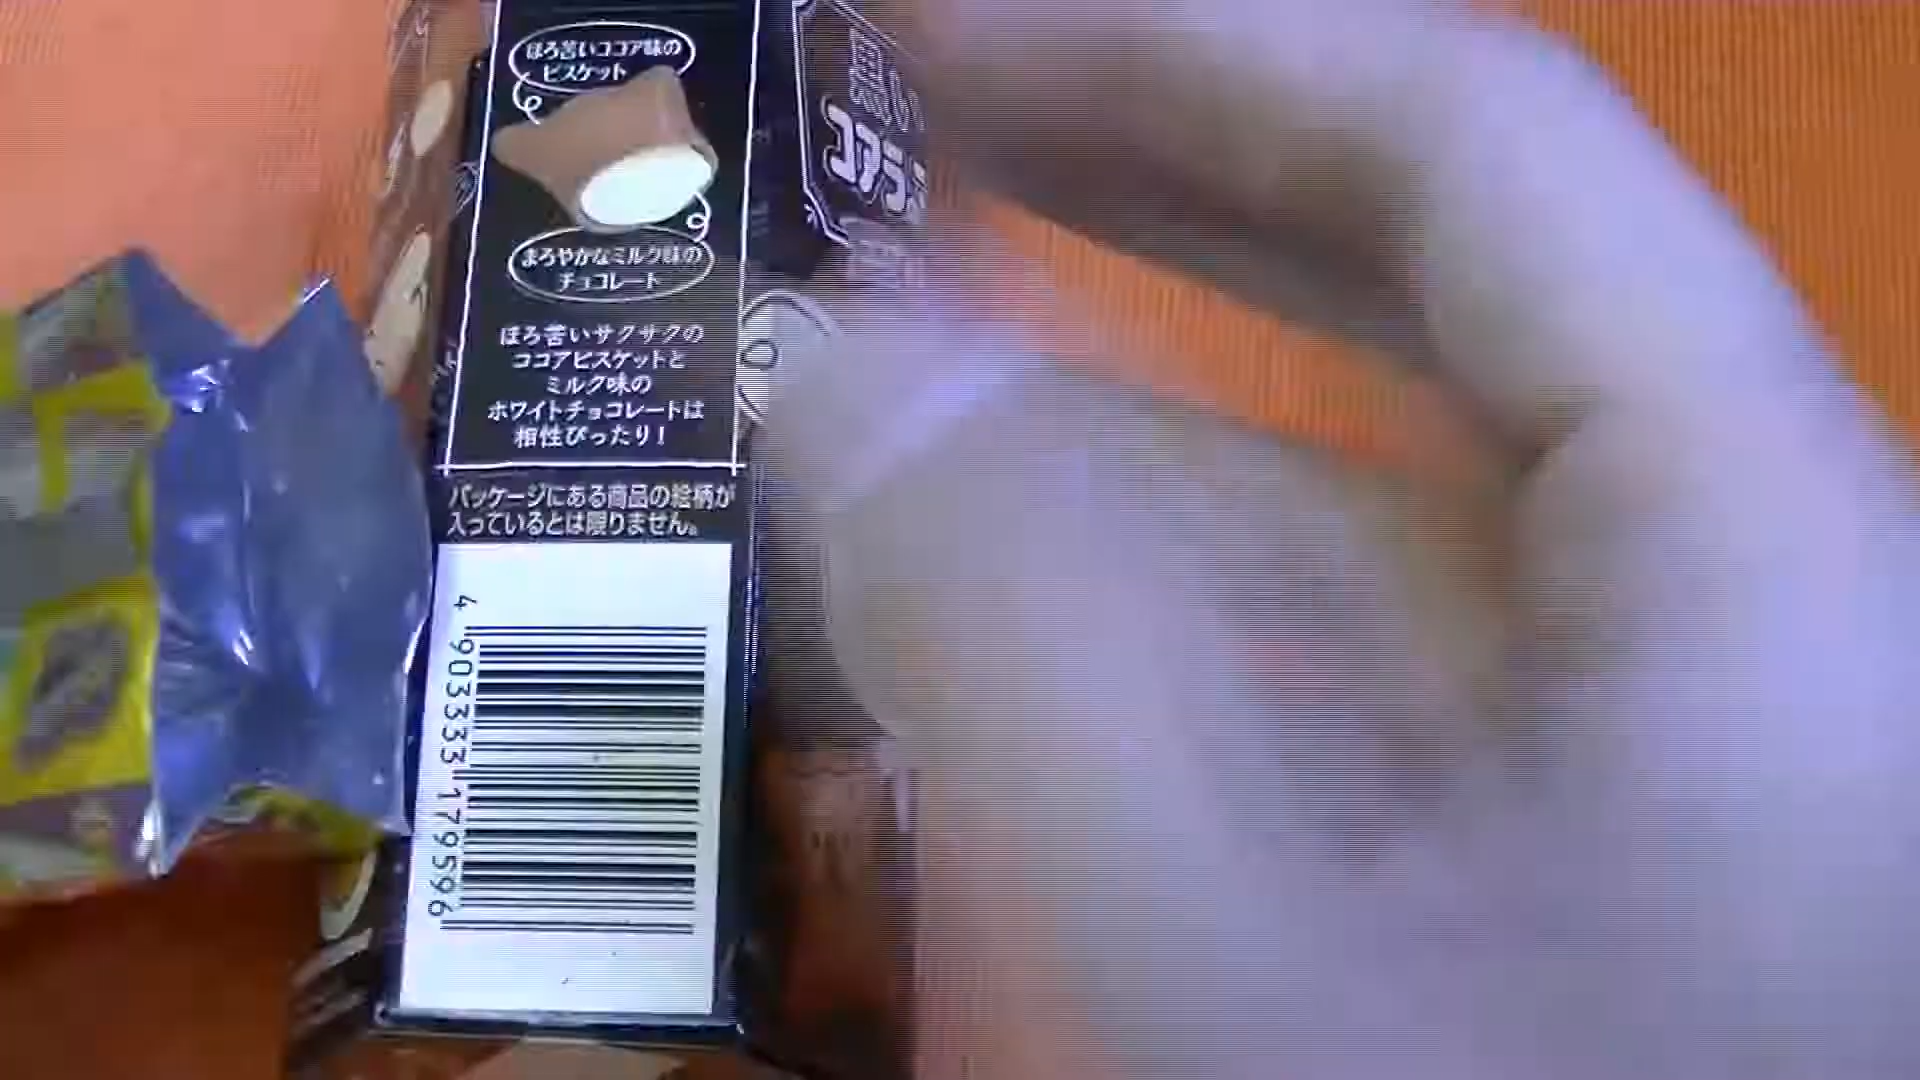 ほろ苦いココア味の
ビスケット
まろやかなミルク味の
チョコレート
ほろ苦いサクサクの
ココアビスケットと
ミルク味の
ホワイトチョコレートは
相性ぴったり!
パッケージにある商品の絵柄が
入っているとは限りません。
4 903333 179596
黒い
コアラ